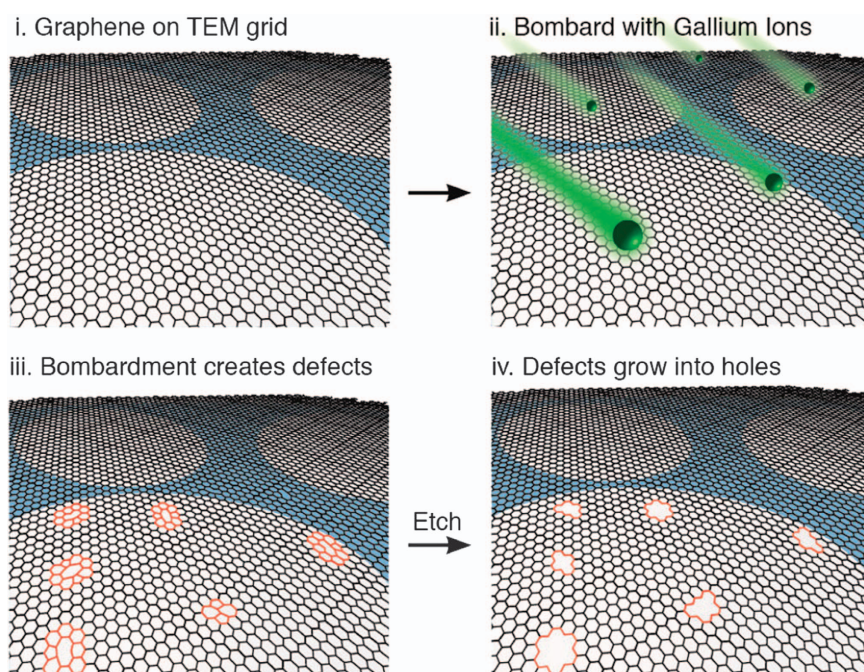 i. Graphene on TEM grid
ii. Bombard with Gallium Ions
iii. Bombardment creates defects
iv. Defects grow into holes
Etch